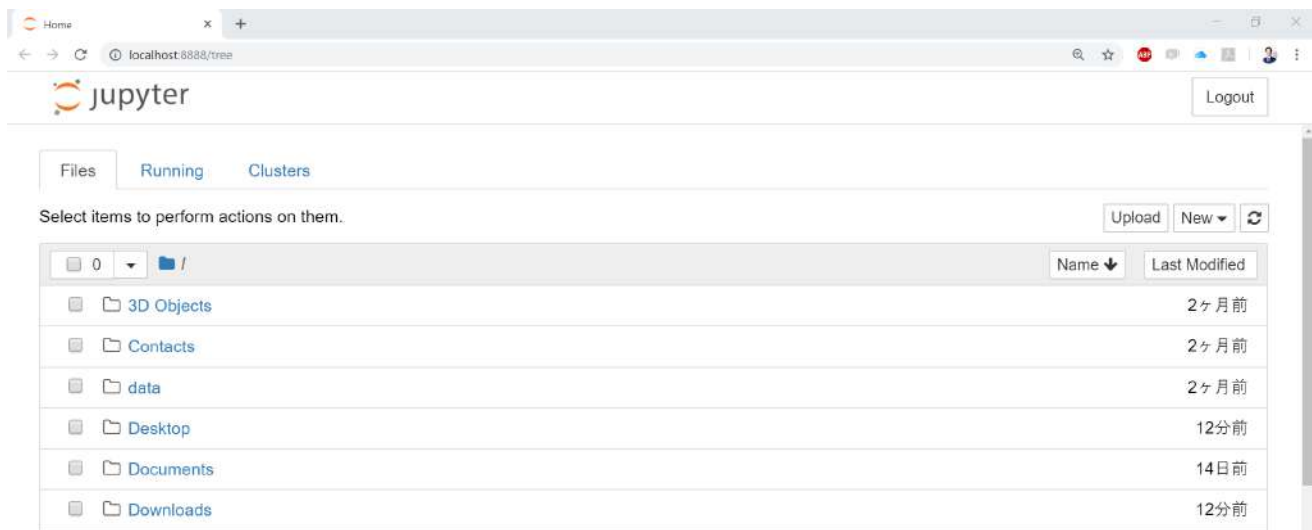 Home
localhost:8888/tree
ABP
jupyter
Logout
Files Running Clusters
Select items to perform actions on them.
Upload New
0 /
Name Last Modified
3D Objects 2ヶ月前
Contacts 2ヶ月前
data 2ヶ月前
Desktop 12分前
Documents 14日前
Downloads 12分前